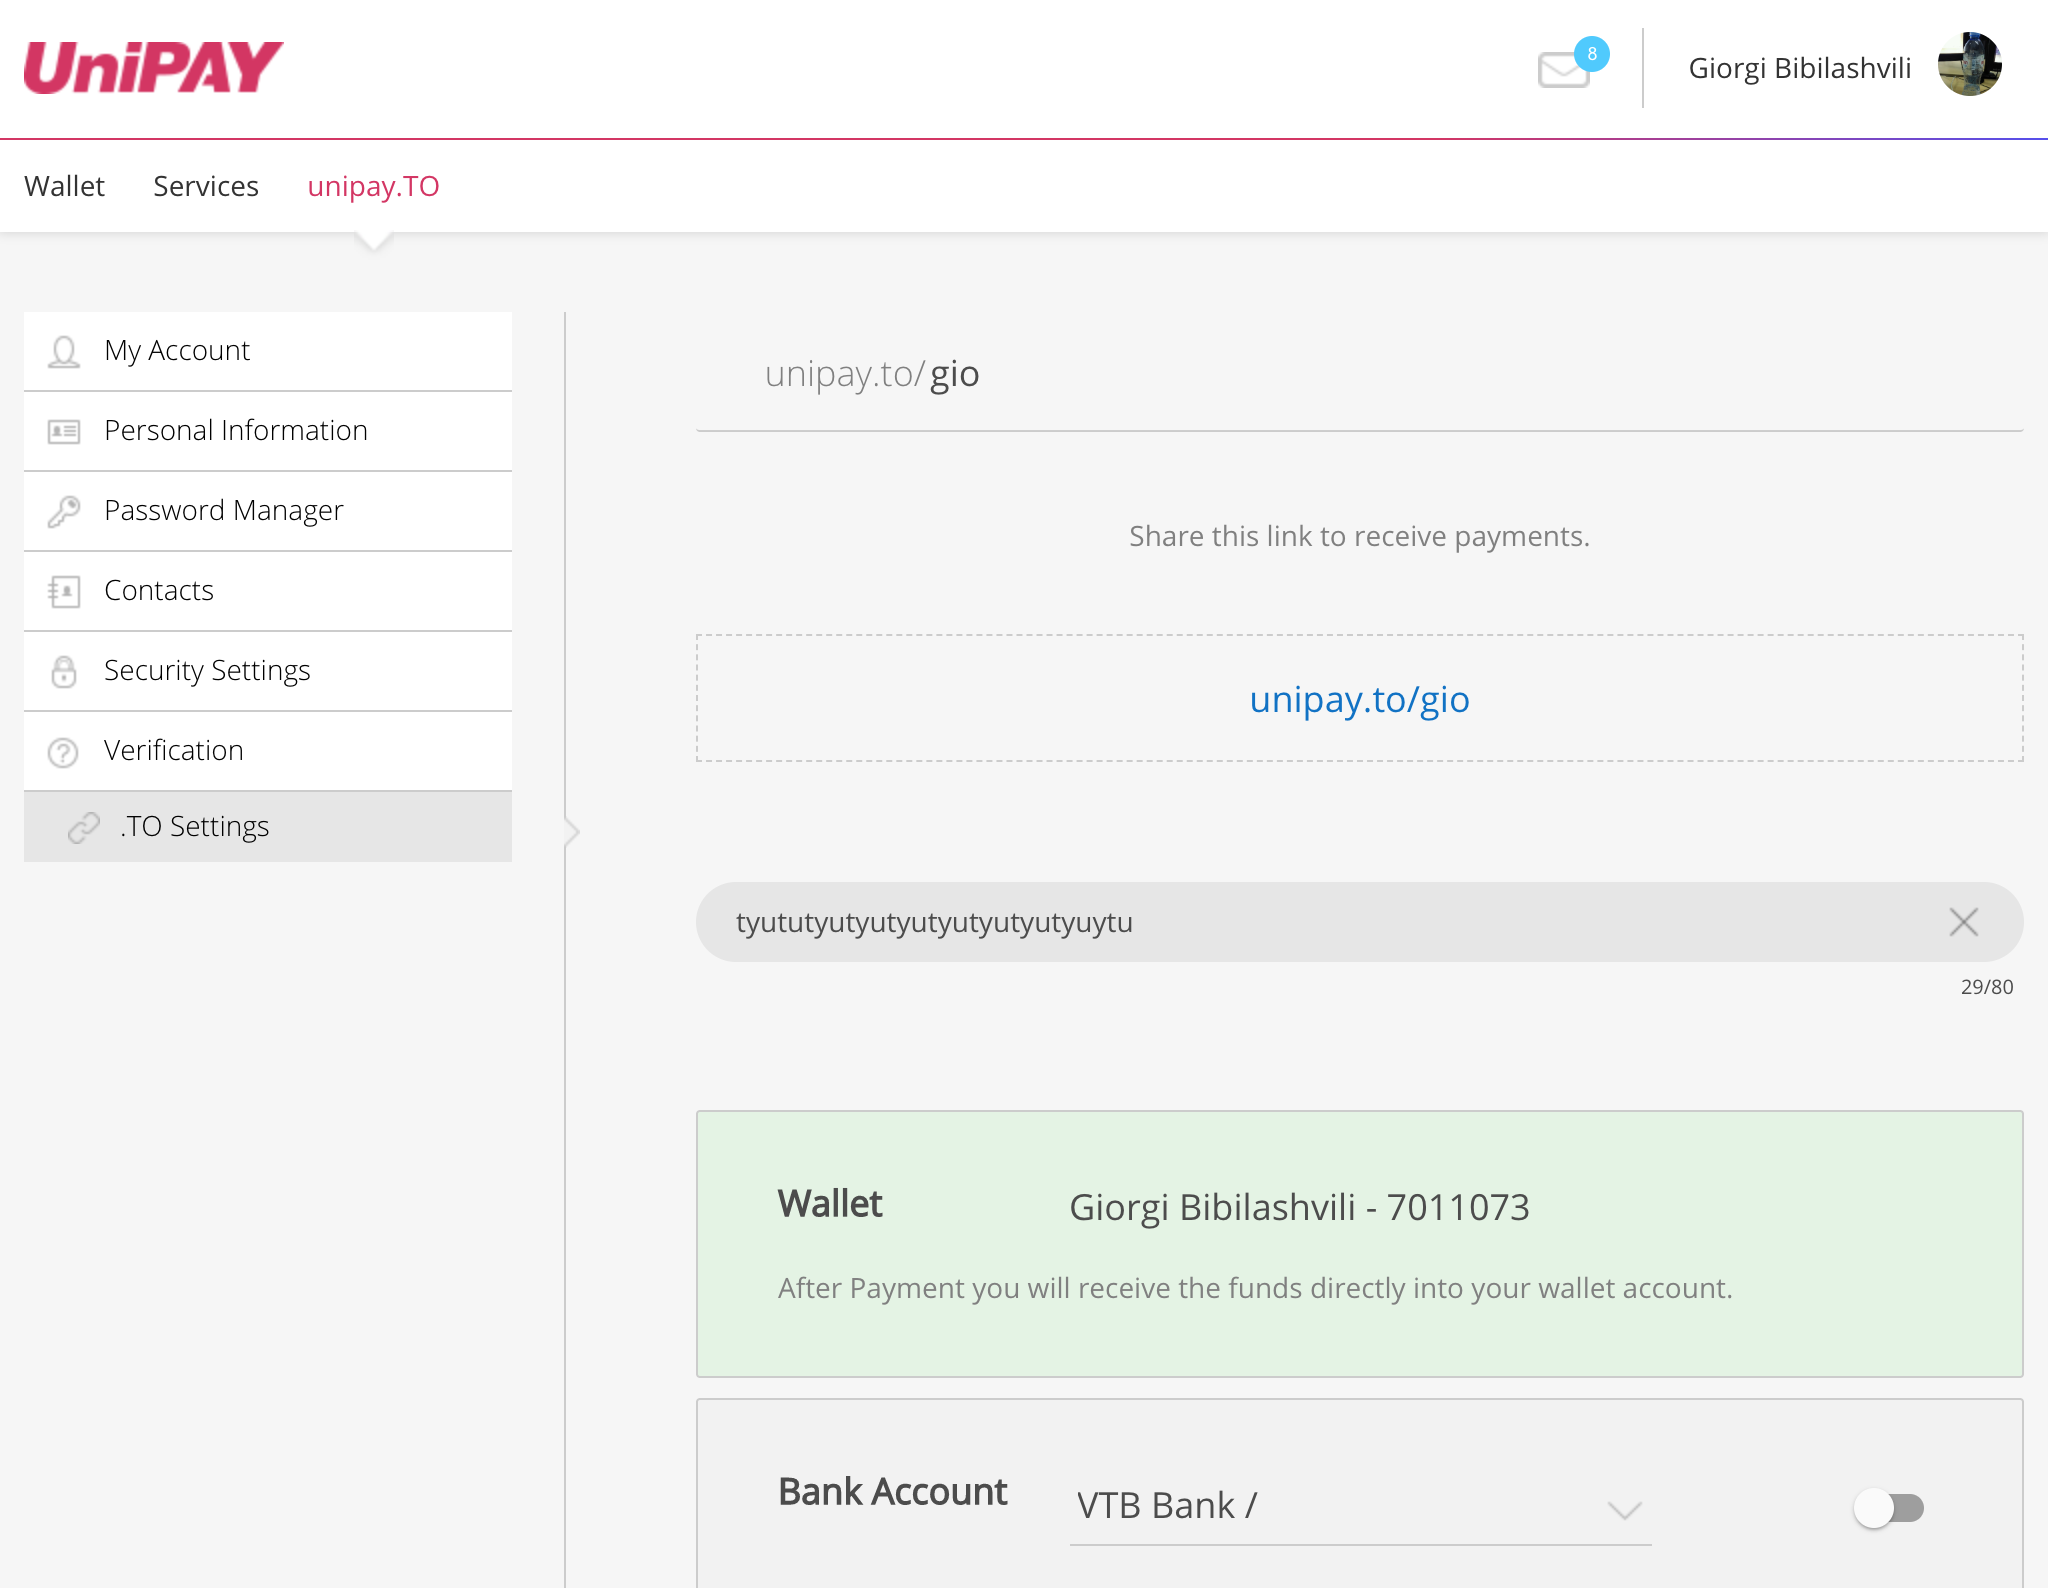 UniPAY
8
Giorgi Bibilashvili
Wallet
Services
unipay.TO
My Account
Personal Information
Password Manager
Contacts
Security Settings
Verification
.TO Settings
unipay.to/gio
Share this link to receive payments.
unipay.to/gio
tyututyutyutyutyutyutyutyuytu
29/80
Wallet
Giorgi Bibilashvili - 7011073
After Payment you will receive the funds directly into your wallet account.
Bank Account
VTB Bank /